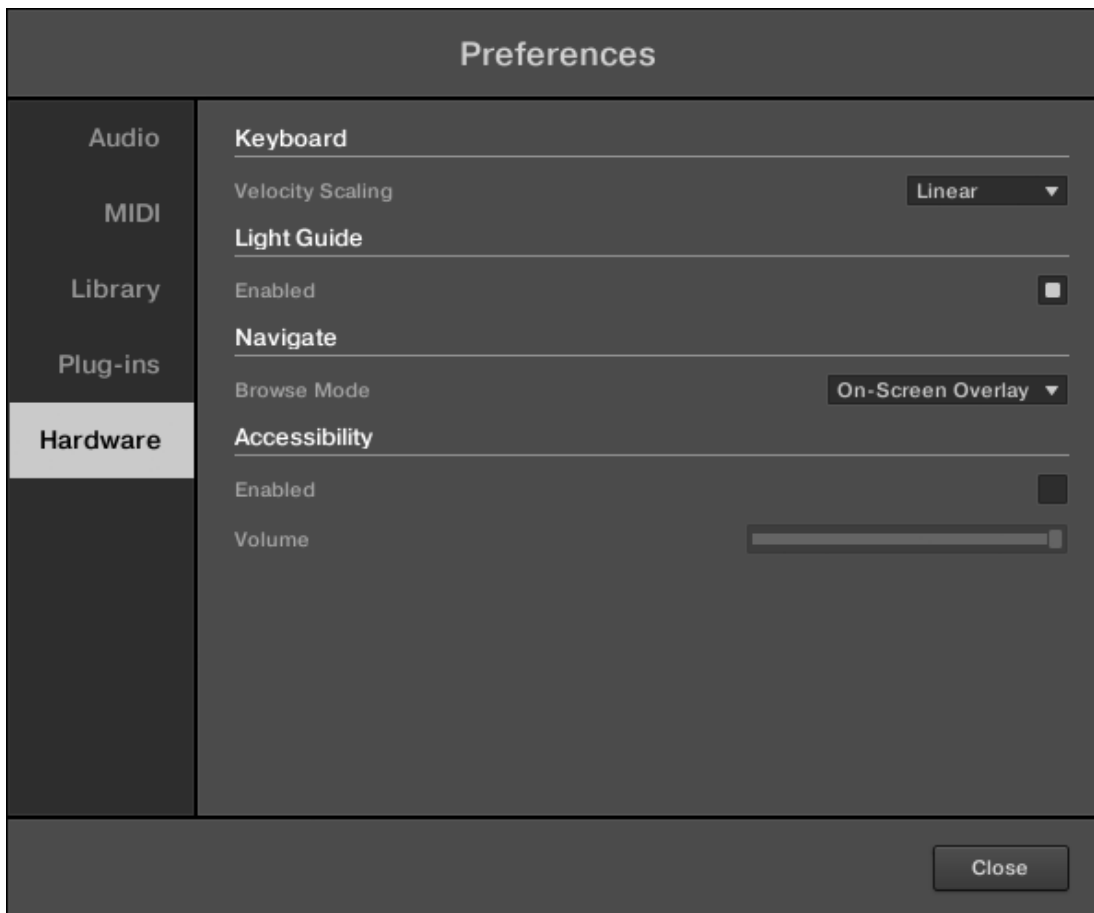 Preferences
Audio
MIDI
Library
Plug-ins
Hardware
Keyboard
Velocity Scaling Linear
Light Guide
Enabled
Navigate
Browse Mode On-Screen Overlay
Accessibility
Enabled
Volume
Close